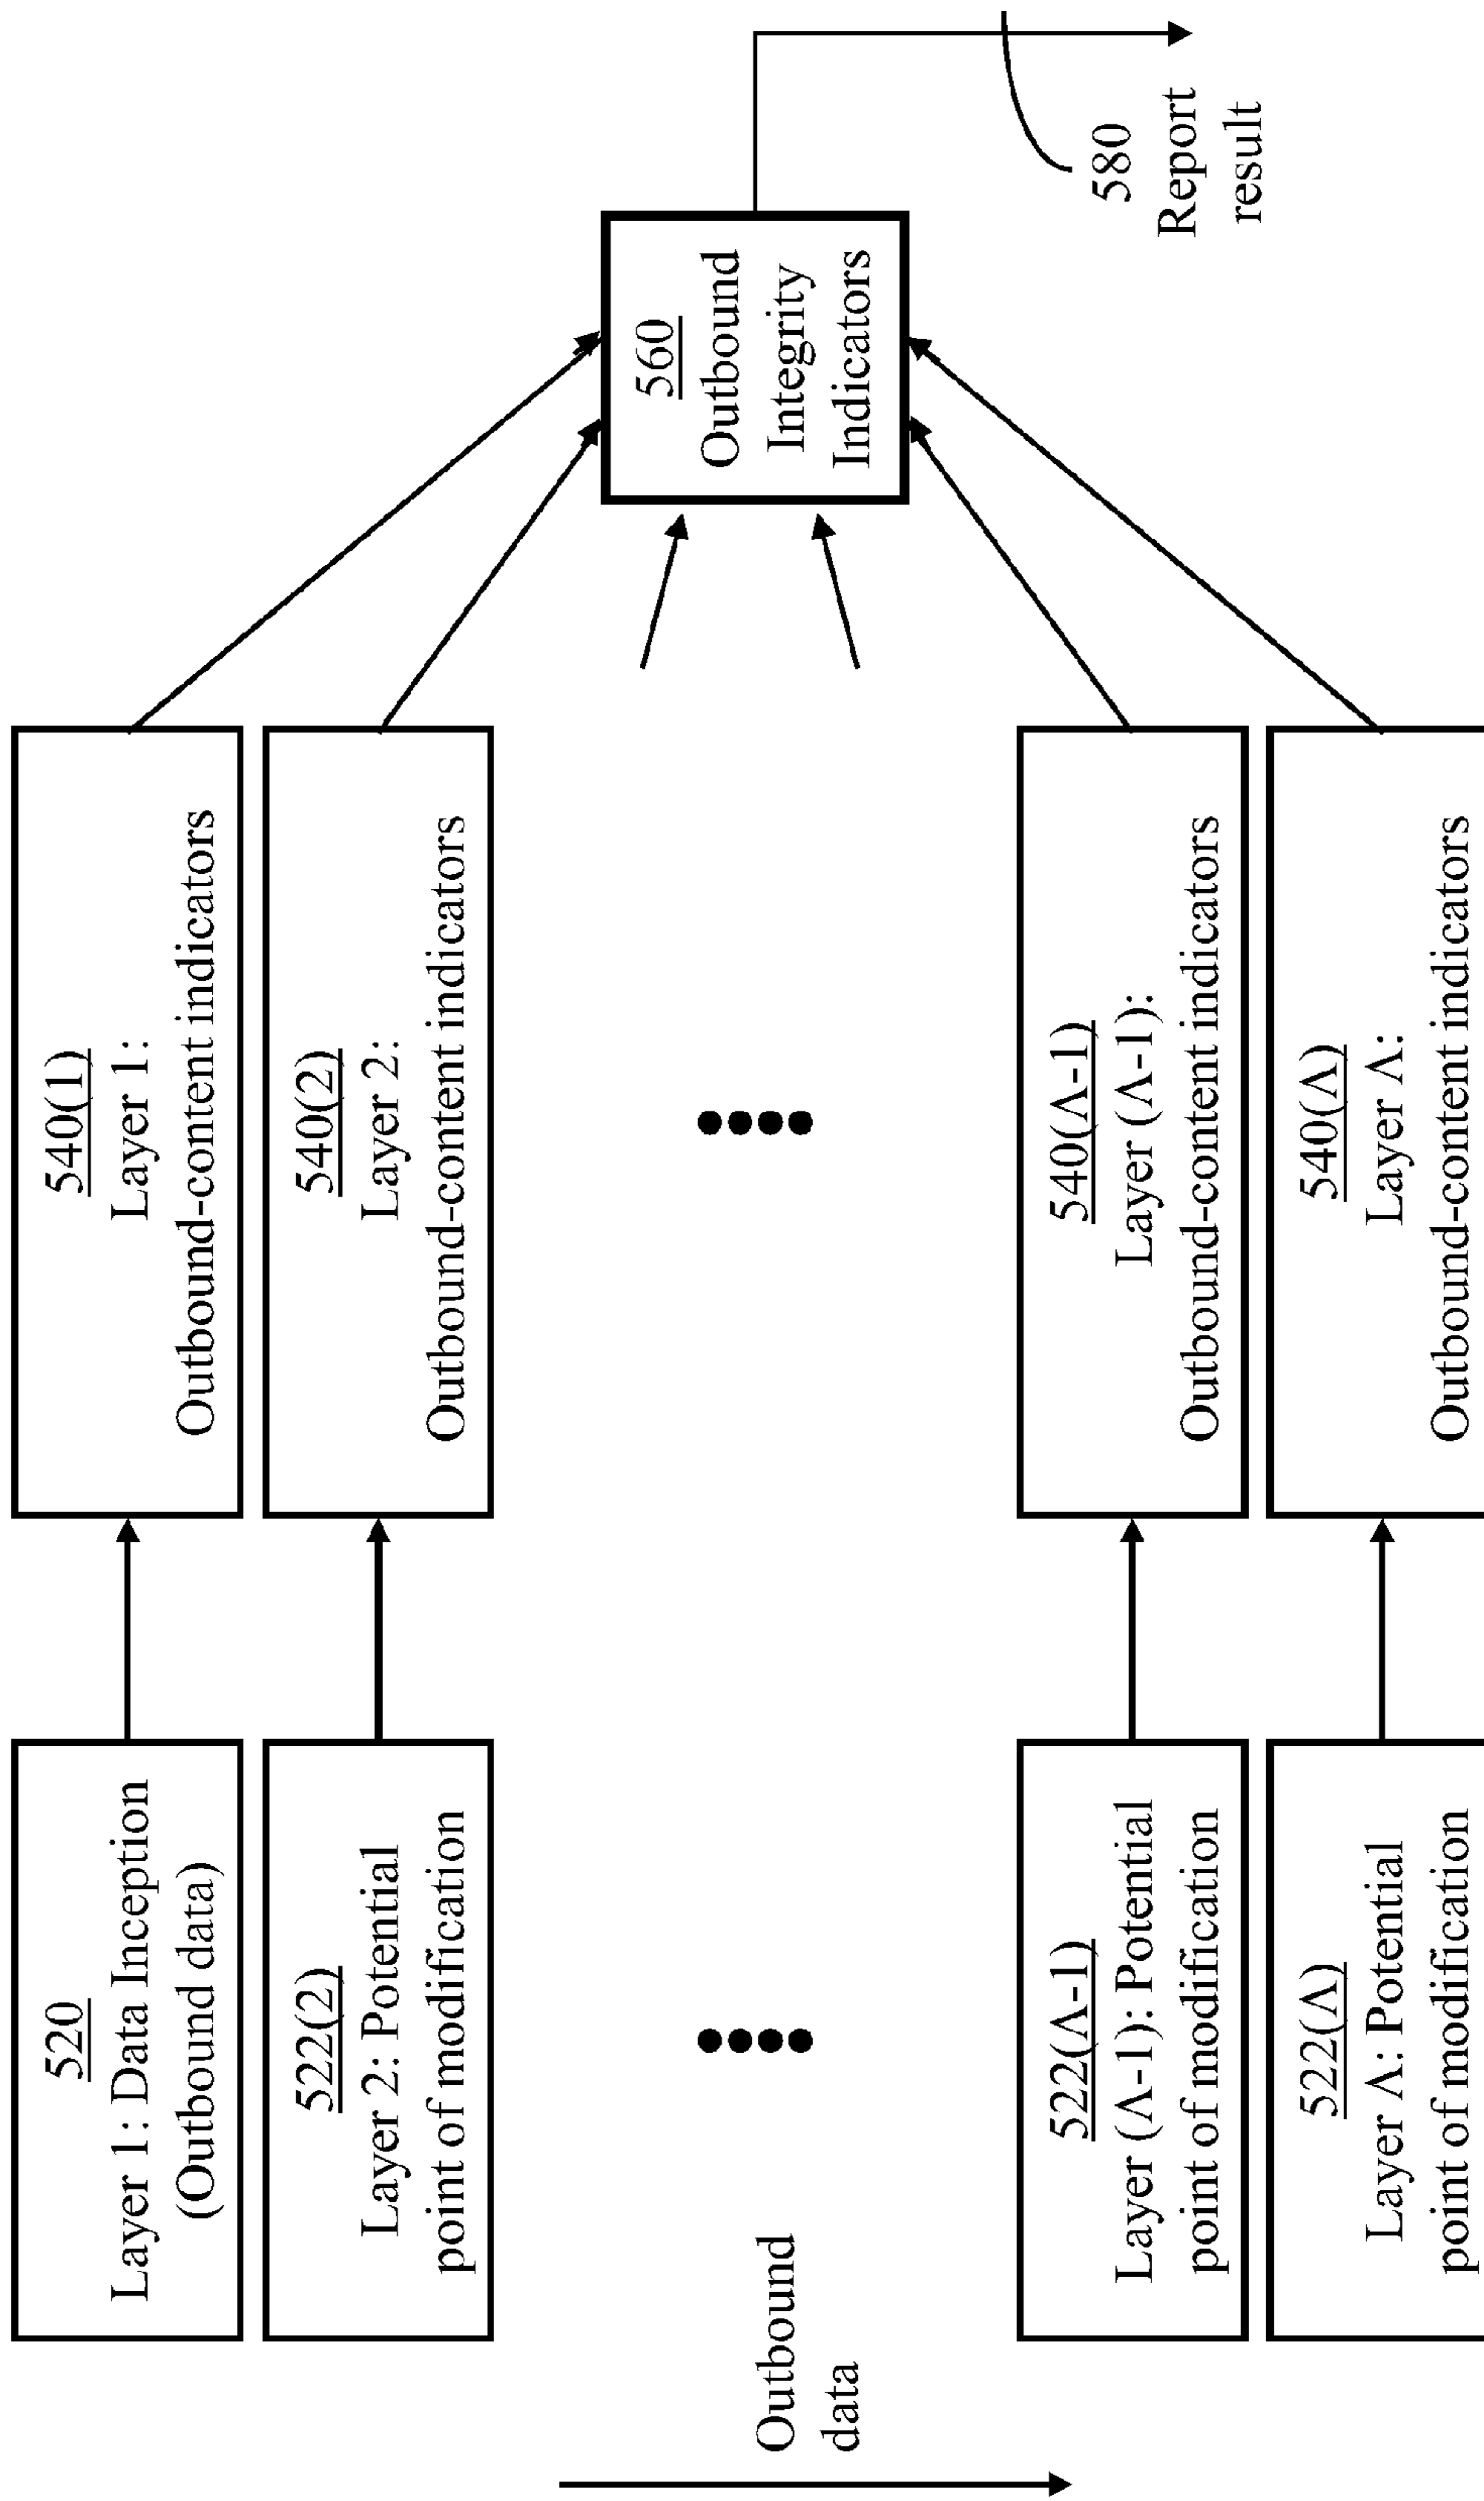 520
Layer 1: Data Inception
(Outbound data)
540(1)
Layer 1:
Outbound-content indicators
522(2)
Layer 2: Potential
point of modification
540(2)
Layer 2:
Outbound-content indicators
Outbound
data
560
Outbound
Integrity
Indicators
580
Report
result
522(Λ-1)
Layer (Λ-1): Potential
point of modification
540(Λ-1)
Layer (Λ-1):
Outbound-content indicators
522(Λ)
Layer Λ: Potential
point of modification
540(Λ)
Layer Λ:
Outbound-content indicators